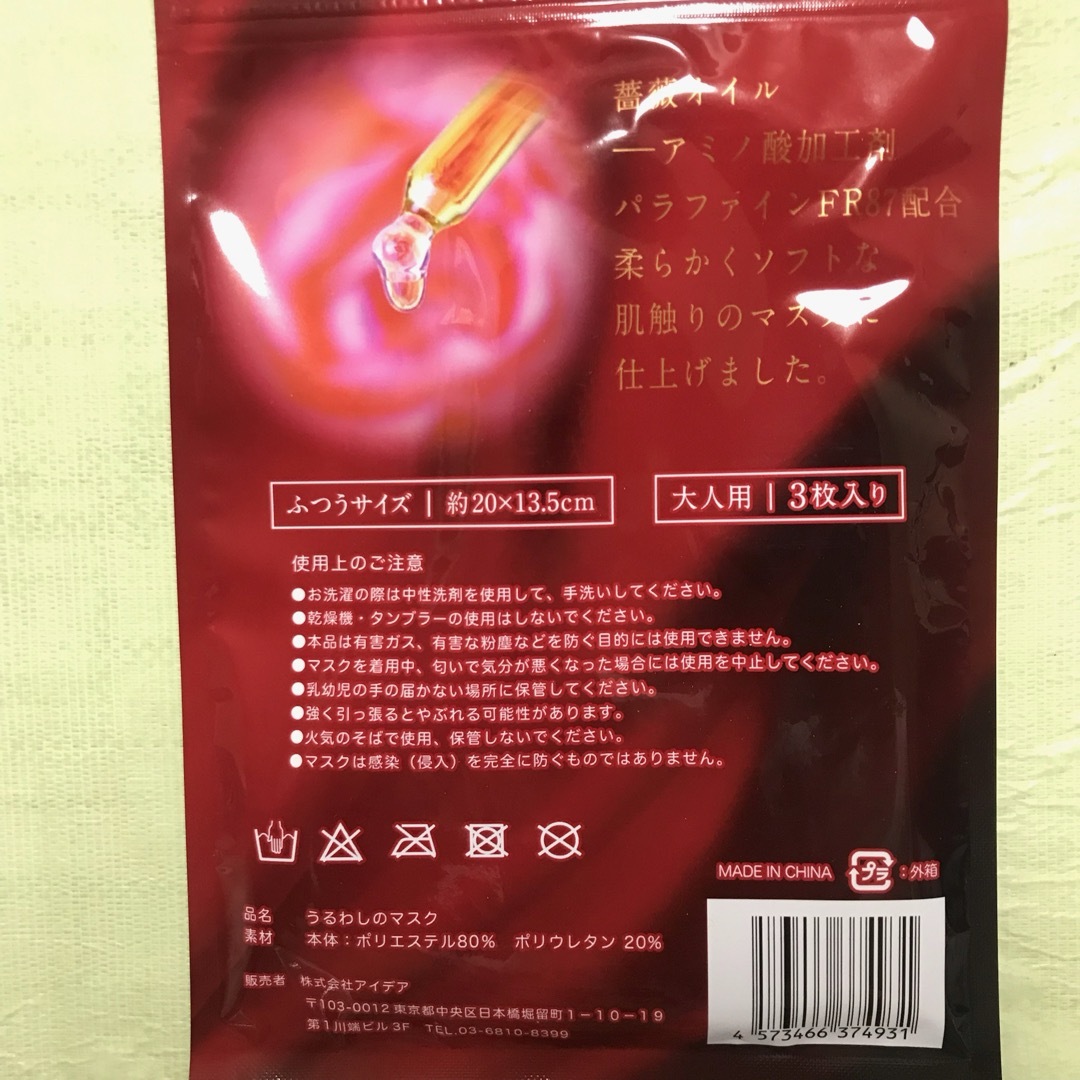 薔薇オイル
―アミノ酸加工剤
パラファインFR87配合
柔らかくソフトな
肌触りのマスクに
仕上げました。
ふつうサイズ | 約20×13.5cm
大人用 | 3枚入り
使用上のご注意
●お洗濯の際は中性洗剤を使用して、手洗いしてください。
●乾燥機・タンブラーの使用はしないでください。
●本品は有害ガス、有害な粉塵などを防ぐ目的には使用できません。
●マスクを着用中、匂いで気分が悪くなった場合には使用を中止してください。
●乳幼児の手の届かない場所に保管してください。
●強く引っ張るとやぶれる可能性があります。
●火気のそばで使用、保管しないでください。
●マスクは感染（侵入）を完全に防ぐものではありません。
MADE IN CHINA プラ：外箱
品名 うるわしのマスク
素材 本体：ポリエステル80% ポリウレタン 20%
販売者 株式会社アイデア
〒103-0012 東京都中央区日本橋堀留町1-10-19
第1川端ビル 3F TEL.03-6810-8399
4 573466 374931